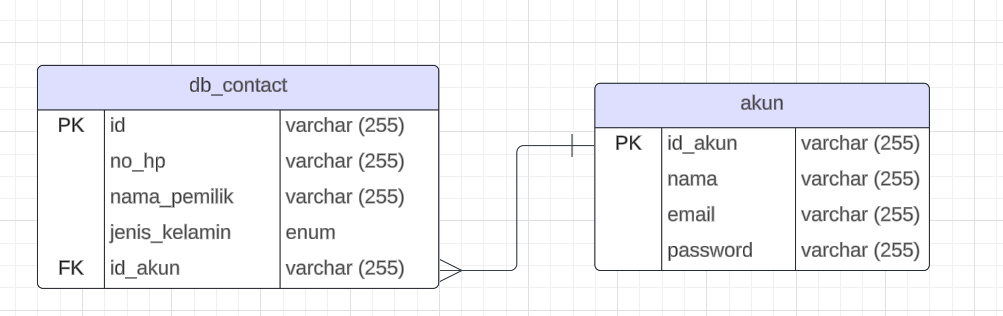 db_contact
PK id varchar (255)
no_hp varchar (255)
nama_pemilik varchar (255)
jenis_kelamin enum
FK id_akun varchar (255)
akun
PK id_akun varchar (255)
nama varchar (255)
email varchar (255)
password varchar (255)